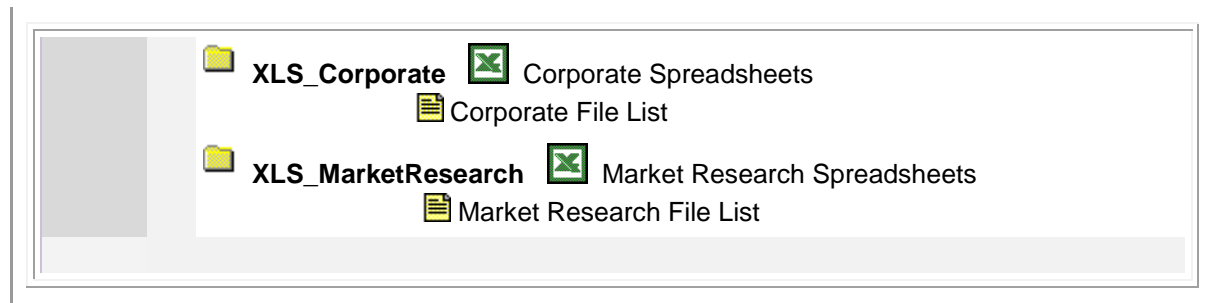 XLS_Corporate Corporate Spreadsheets
Corporate File List
XLS_MarketResearch Market Research Spreadsheets
Market Research File List